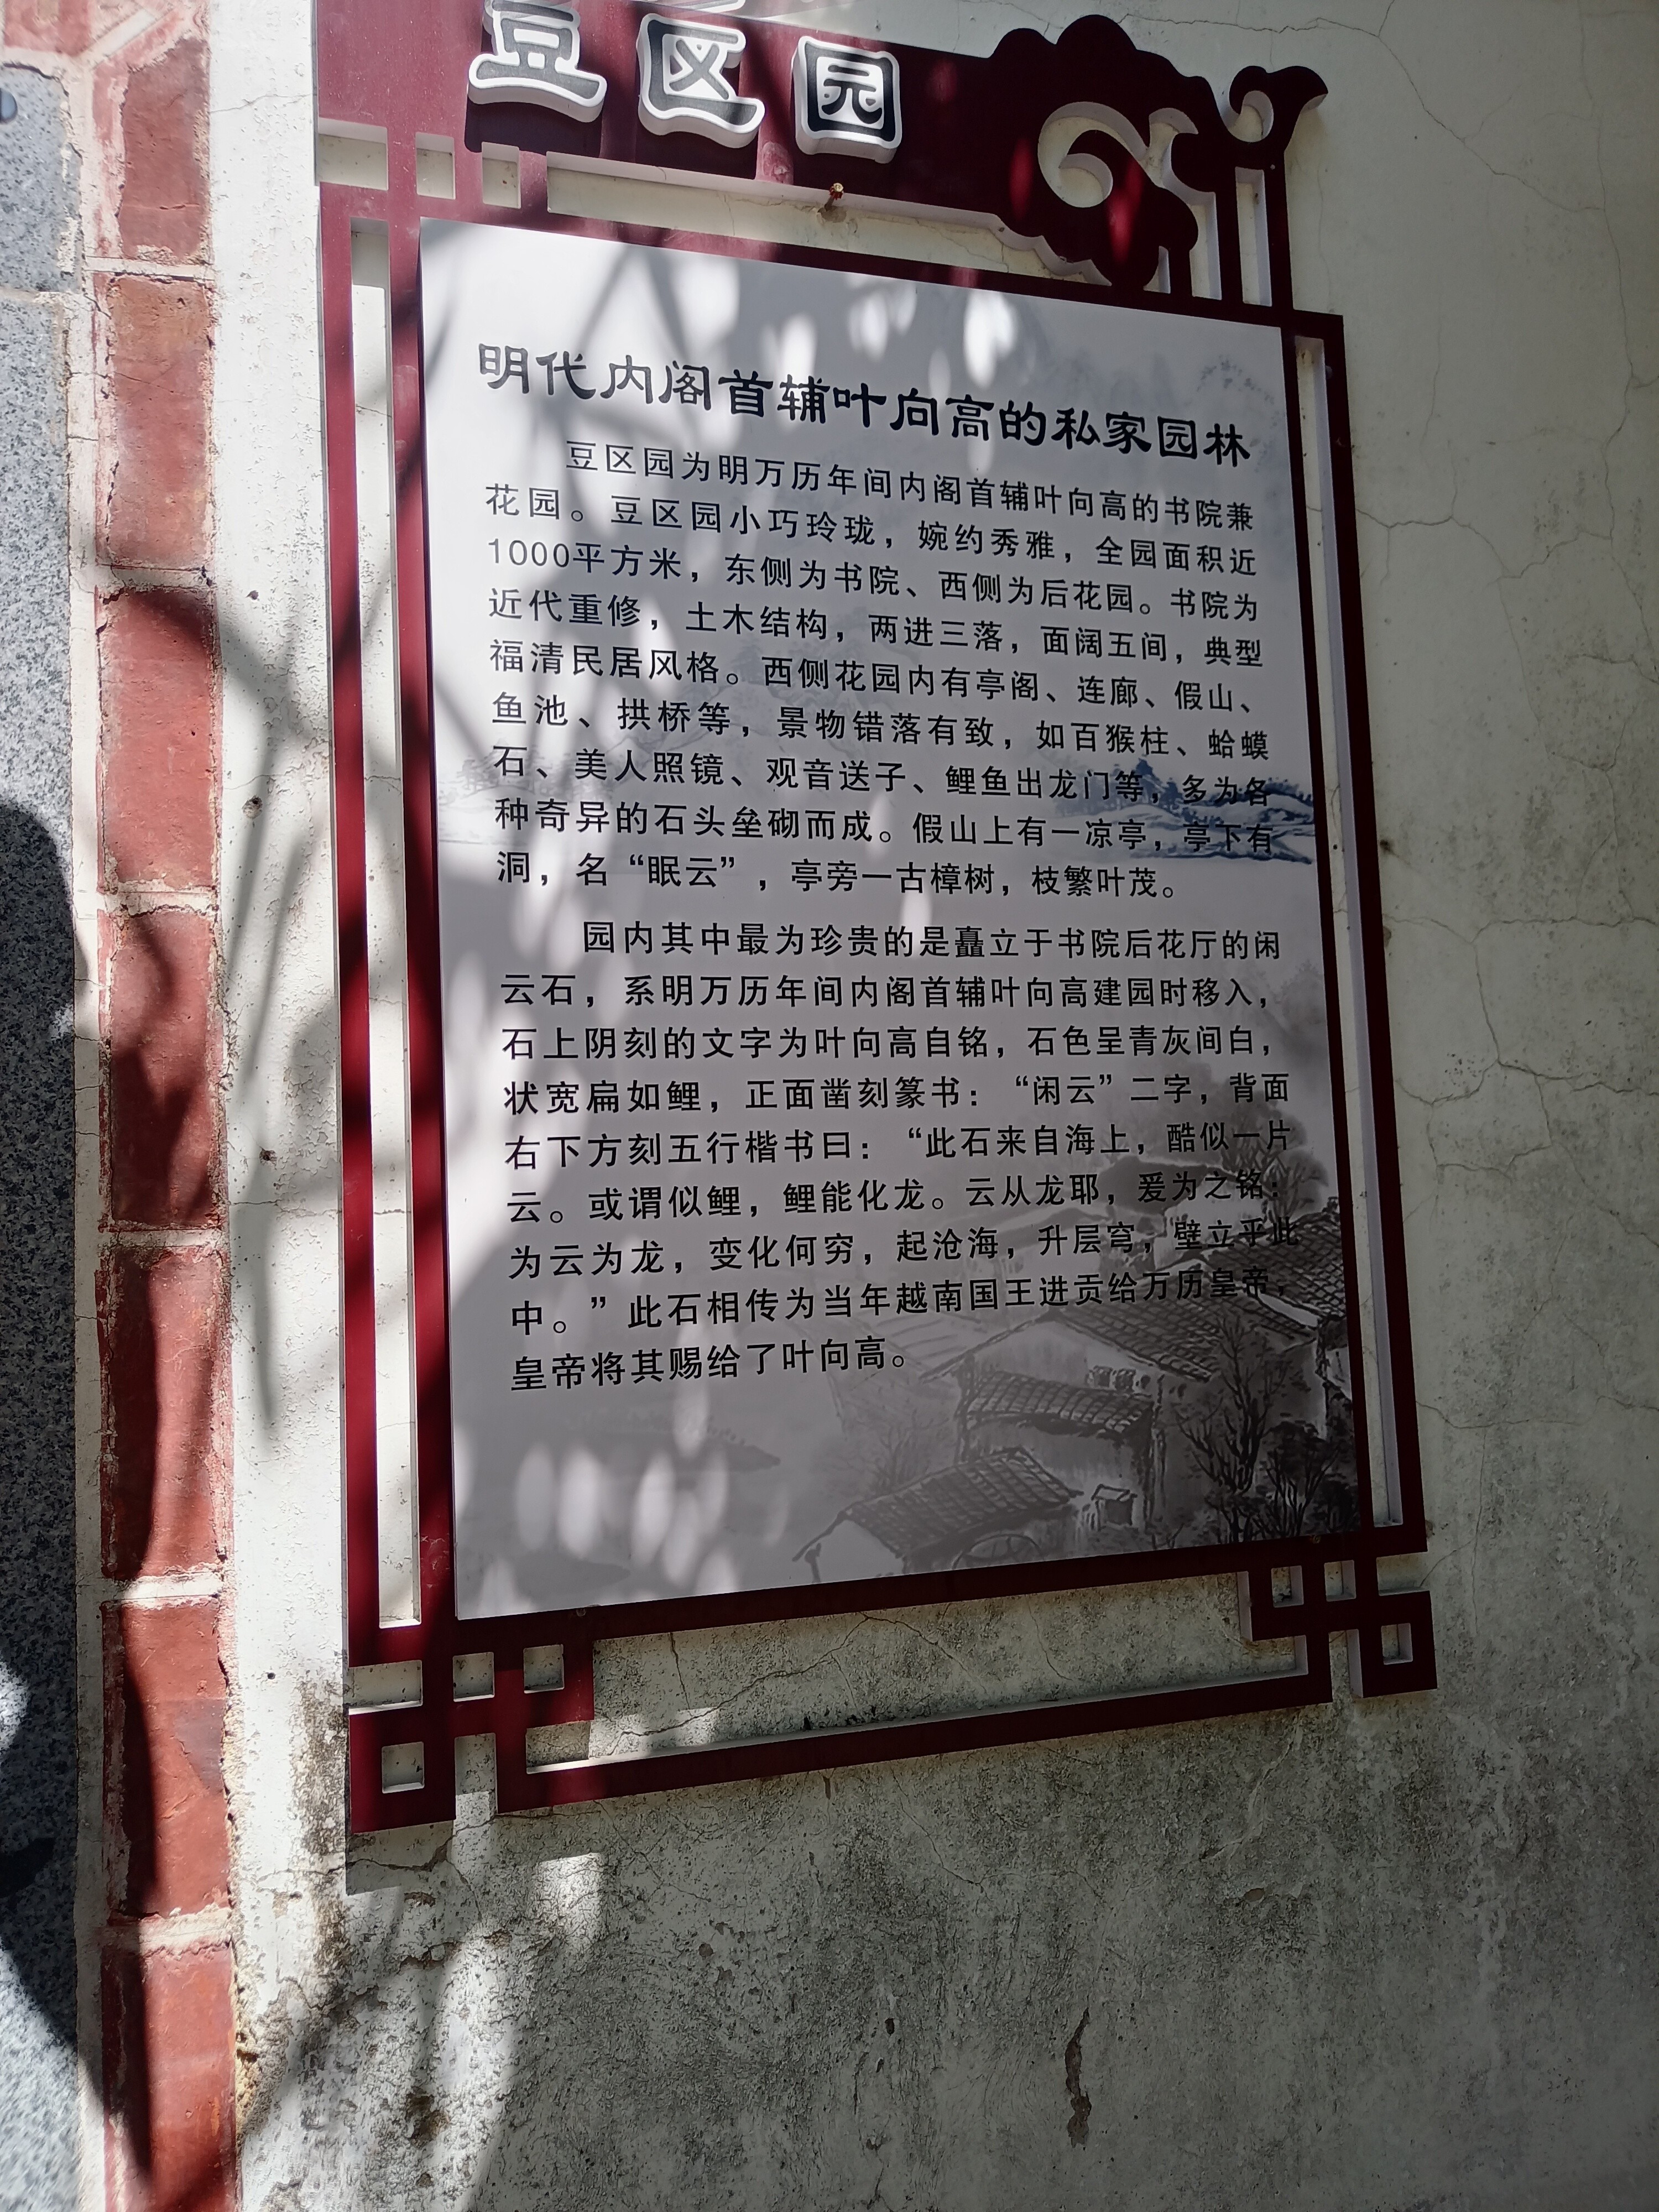 豆区园
明代内阁首辅叶向高的私家园林
豆区园为明万历年间内阁首辅叶向高的书院兼
花园。豆区园小巧玲珑，婉约秀雅，全园面积近
1000平方米，东侧为书院、西侧为后花园。书院为
近代重修，土木结构，两进三落，面阔五间，典型
福清民居风格。西侧花园内有亭阁、连廊、假山、
鱼池、拱桥等，景物错落有致，如百猴柱、蛤蟆
石、美人照镜、观音送子、鲤鱼出龙门等，多为各
种奇异的石头垒砌而成。假山上有一凉亭，亭下有
洞，名“眠云”，亭旁一古樟树，枝繁叶茂。
园内其中最为珍贵的是矗立于书院后花厅的闲
云石，系明万历年间内阁首辅叶向高建园时移入，
石上阴刻的文字为叶向高自铭，石色呈青灰间白，
状宽扁如鲤，正面凿刻篆书：“闲云”二字，背面
右下方刻五行楷书曰：“此石来自海上，酷似一片
云。或谓似鲤，鲤能化龙。云从龙耶，爰为之铭：
为云为龙，变化何穷，起沧海，升层穹，壁立乎此
中。”此石相传为当年越南国王进贡给万历皇帝，
皇帝将其赐给了叶向高。